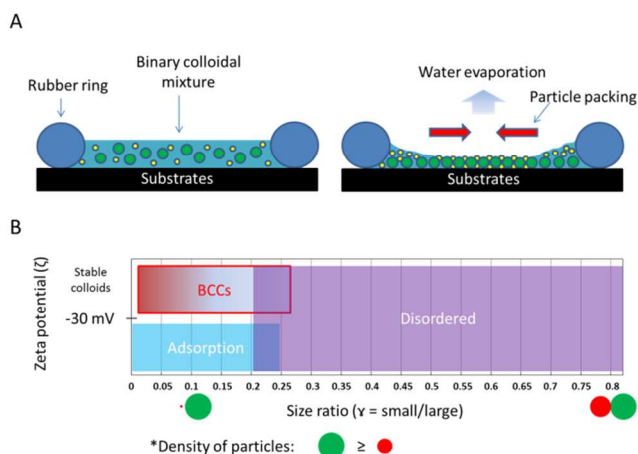 A
Rubber ring
Binary colloidal
mixture
Substrates
Water evaporation
Particle packing
Substrates
B
Zeta potential (ζ)
Stable
colloids
-30 mV
BCCs
Adsorption
Disordered
0 0.05 0.1 0.15 0.2 0.25 0.3 0.35 0.4 0.45 0.5 0.55 0.6 0.65 0.7 0.75 0.8
Size ratio (ɤ = small/large)
*Density of particles: ≥